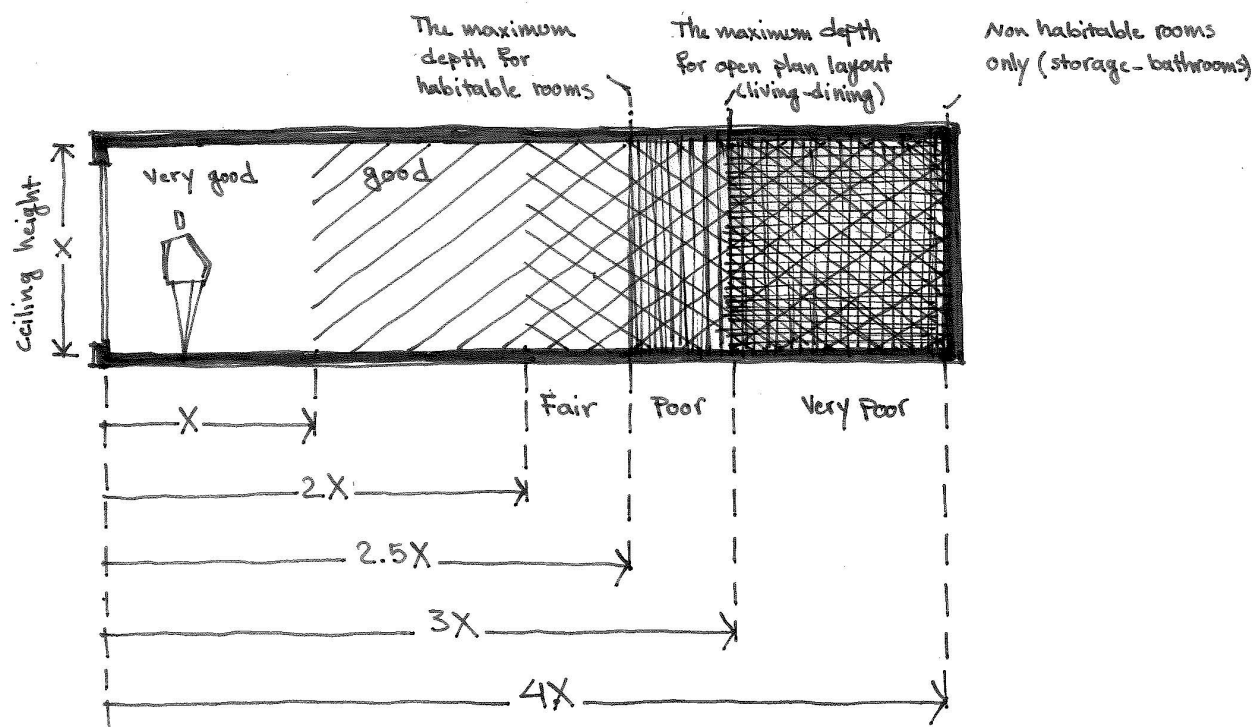 The maximum
depth for
habitable rooms
The maximum depth
for open plan layout
(living-dining)
Non habitable rooms
only (storage-bathrooms)
very good
good
Ceiling height
X
Fair
Poor
Very Poor
X
2X
2.5X
3X
4X